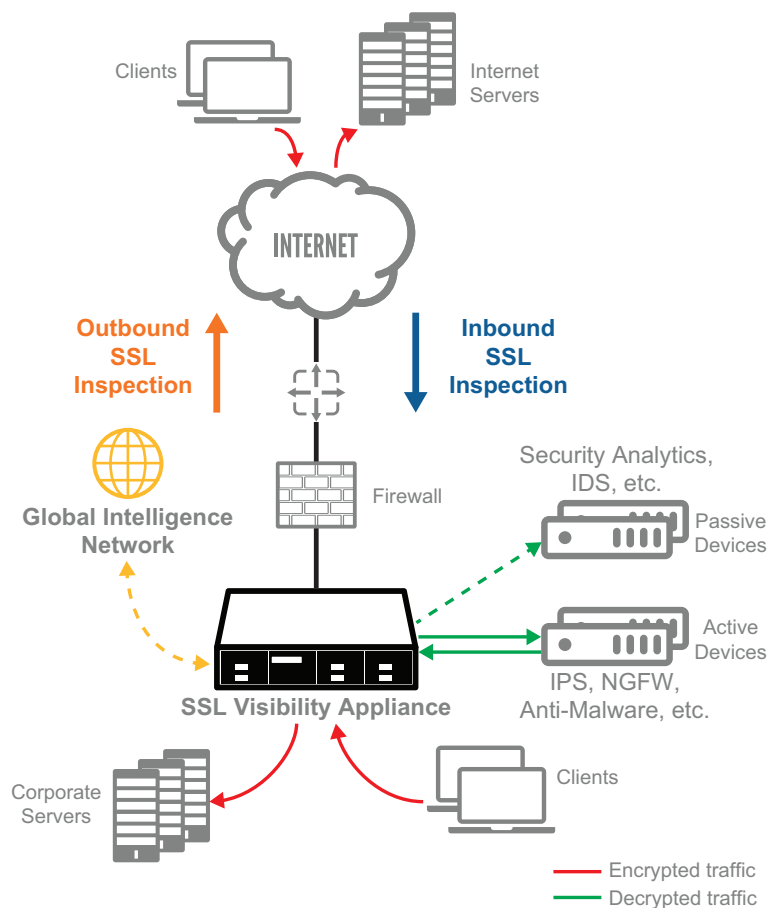 Clients
Internet
Servers
INTERNET
Outbound
SSL
Inspection
Inbound
SSL
Inspection
Global Intelligence
Network
Firewall
Security Analytics,
IDS, etc.
Passive
Devices
Active
Devices
IPS, NGFW,
Anti-Malware, etc.
SSL Visibility Appliance
Corporate
Servers
Clients
Encrypted traffic
Decrypted traffic